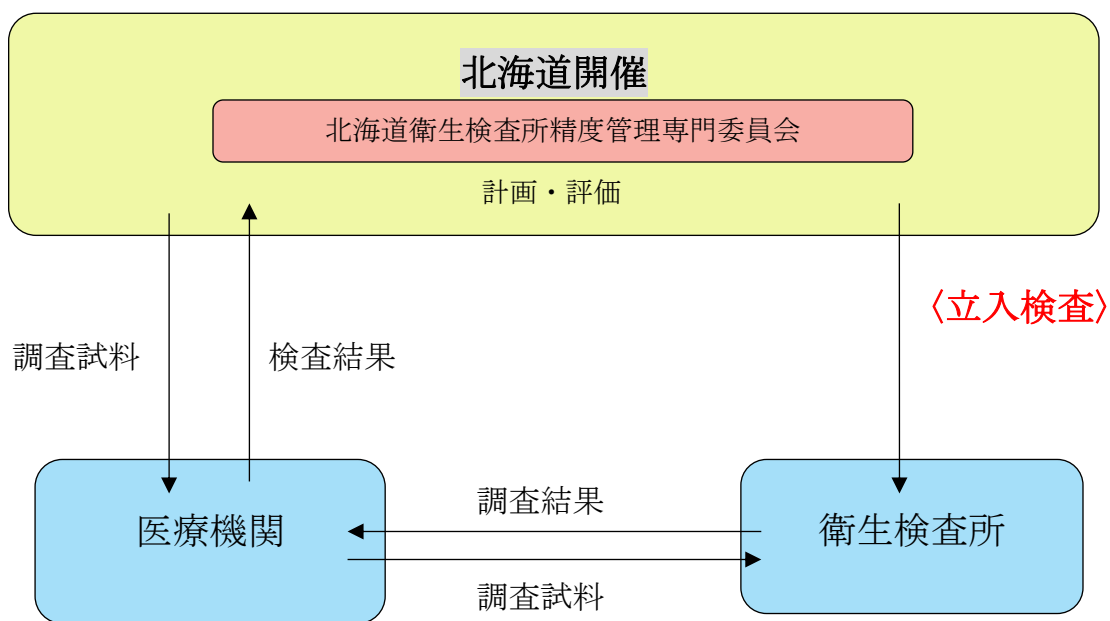 北海道開催
北海道衛生検査所精度管理専門委員会
計画・評価
〈立入検査〉
調査試料
検査結果
医療機関
調査結果
衛生検査所
調査試料